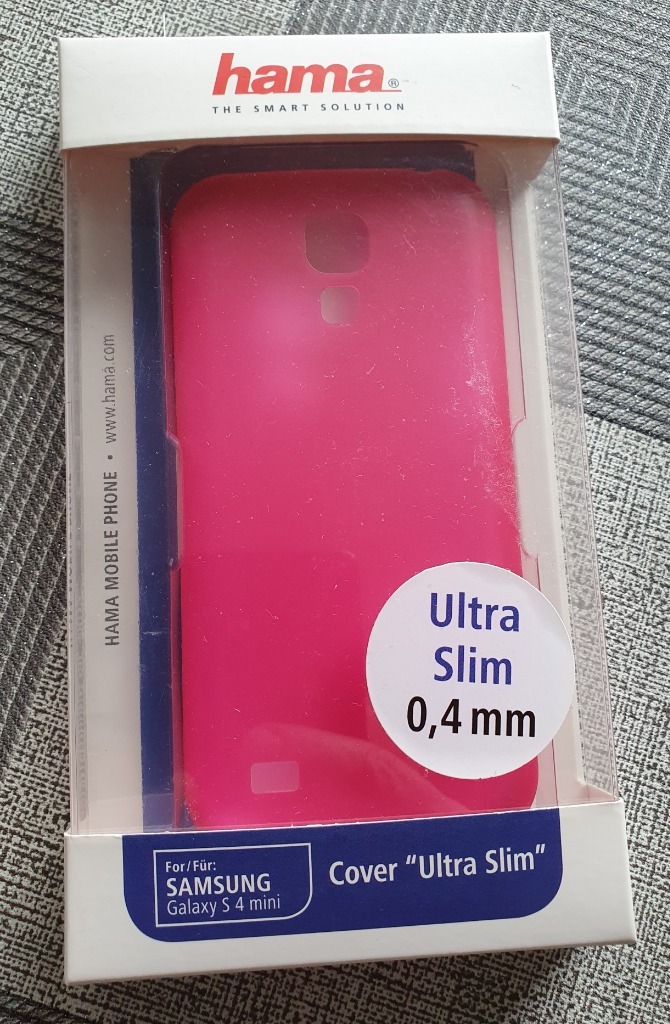 hama®
THE SMART SOLUTION
HAMA MOBILE PHONE • www.hama.com
Ultra
Slim
0,4 mm
For/Für:
SAMSUNG
Galaxy S 4 mini
Cover “Ultra Slim”